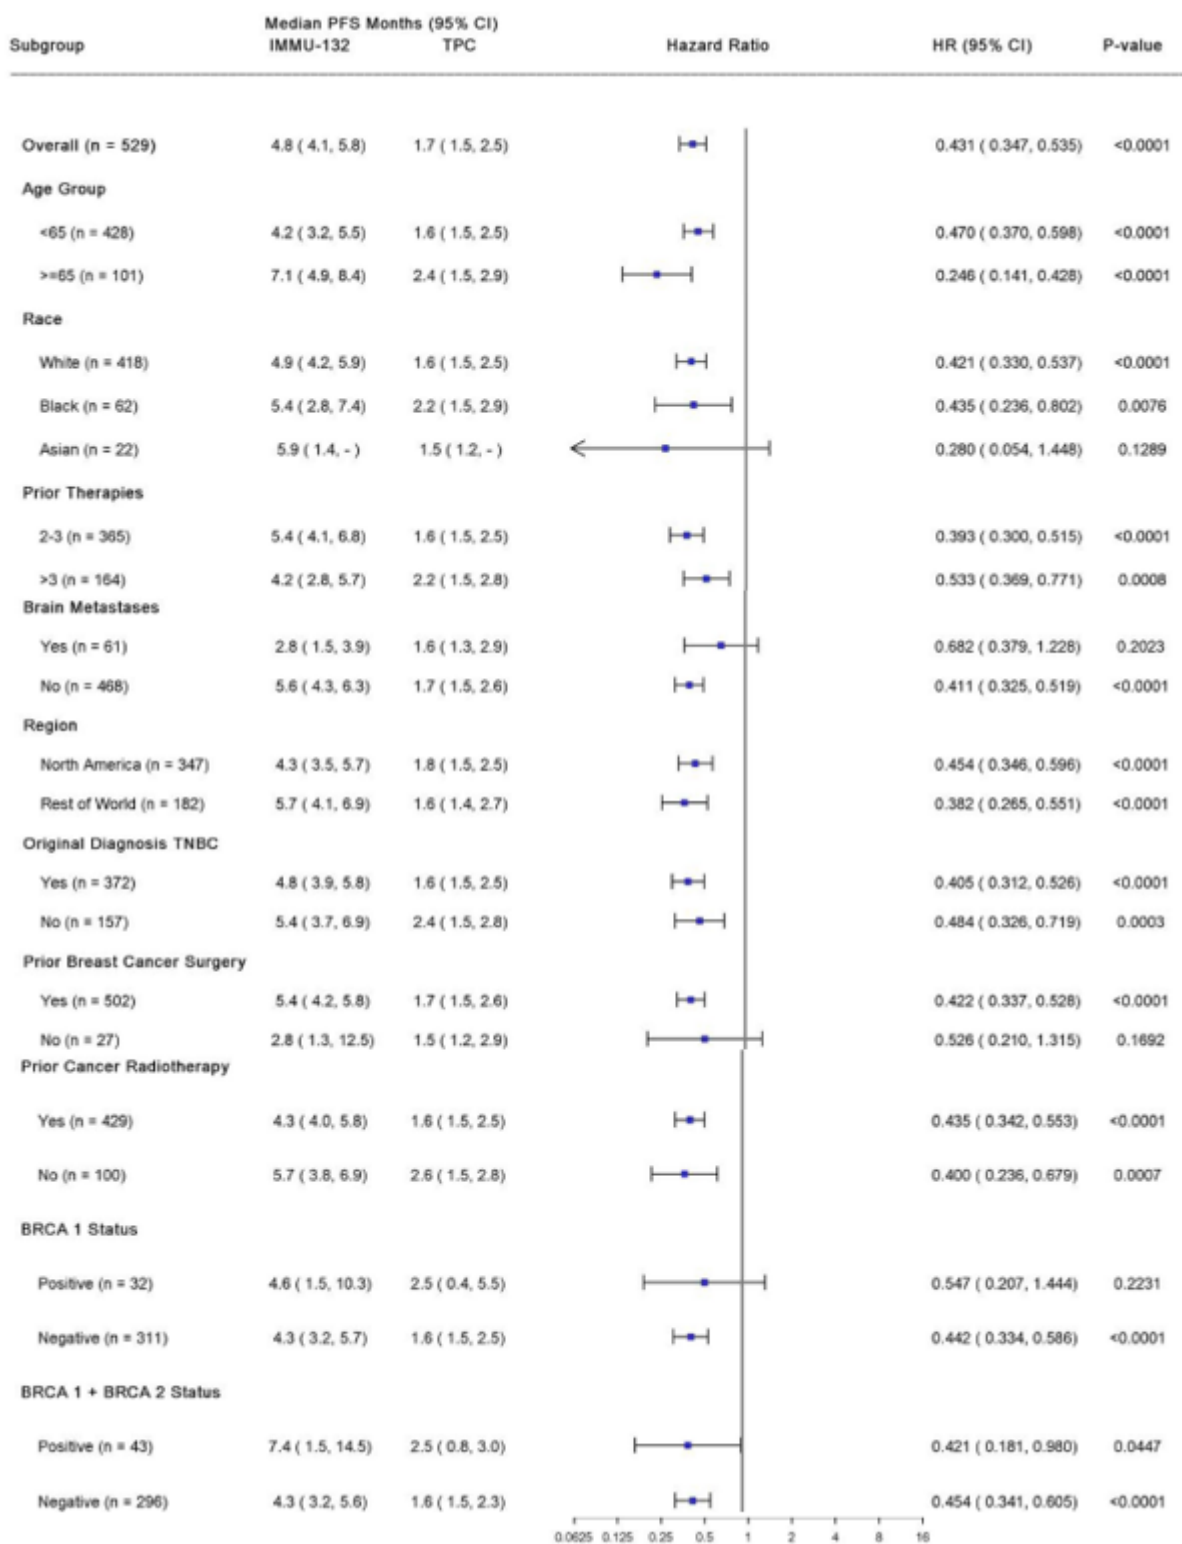 Median PFS Months (95% CI)
Subgroup IMMU-132 TPC Hazard Ratio HR (95% CI) P-value
Overall (n = 529) 4.8 ( 4.1, 5.8) 1.7 ( 1.5, 2.5) 0.431 ( 0.347, 0.535) <0.0001
Age Group
<65 (n = 428) 4.2 ( 3.2, 5.5) 1.6 ( 1.5, 2.5) 0.470 ( 0.370, 0.598) <0.0001
>=65 (n = 101) 7.1 ( 4.9, 8.4) 2.4 ( 1.5, 2.9) 0.246 ( 0.141, 0.428) <0.0001
Race
White (n = 418) 4.9 ( 4.2, 5.9) 1.6 ( 1.5, 2.5) 0.421 ( 0.330, 0.537) <0.0001
Black (n = 62) 5.4 ( 2.8, 7.4) 2.2 ( 1.5, 2.9) 0.435 ( 0.236, 0.802) 0.0076
Asian (n = 22) 5.9 ( 1.4, - ) 1.5 ( 1.2, - ) 0.280 ( 0.054, 1.448) 0.1289
Prior Therapies
2-3 (n = 365) 5.4 ( 4.1, 6.8) 1.6 ( 1.5, 2.5) 0.393 ( 0.300, 0.515) <0.0001
>3 (n = 164) 4.2 ( 2.8, 5.7) 2.2 ( 1.5, 2.8) 0.533 ( 0.369, 0.771) 0.0008
Brain Metastases
Yes (n = 61) 2.8 ( 1.5, 3.9) 1.6 ( 1.3, 2.9) 0.682 ( 0.379, 1.228) 0.2023
No (n = 468) 5.6 ( 4.3, 6.3) 1.7 ( 1.5, 2.6) 0.411 ( 0.325, 0.519) <0.0001
Region
North America (n = 347) 4.3 ( 3.5, 5.7) 1.8 ( 1.5, 2.5) 0.454 ( 0.346, 0.596) <0.0001
Rest of World (n = 182) 5.7 ( 4.1, 6.9) 1.6 ( 1.4, 2.7) 0.382 ( 0.265, 0.551) <0.0001
Original Diagnosis TNBC
Yes (n = 372) 4.8 ( 3.9, 5.8) 1.6 ( 1.5, 2.5) 0.405 ( 0.312, 0.526) <0.0001
No (n = 157) 5.4 ( 3.7, 6.9) 2.4 ( 1.5, 2.8) 0.484 ( 0.326, 0.719) 0.0003
Prior Breast Cancer Surgery
Yes (n = 502) 5.4 ( 4.2, 5.8) 1.7 ( 1.5, 2.6) 0.422 ( 0.337, 0.528) <0.0001
No (n = 27) 2.8 ( 1.3, 12.5) 1.5 ( 1.2, 2.9) 0.526 ( 0.210, 1.315) 0.1692
Prior Cancer Radiotherapy
Yes (n = 429) 4.3 ( 4.0, 5.8) 1.6 ( 1.5, 2.5) 0.435 ( 0.342, 0.553) <0.0001
No (n = 100) 5.7 ( 3.8, 6.9) 2.6 ( 1.5, 2.8) 0.400 ( 0.236, 0.679) 0.0007
BRCA 1 Status
Positive (n = 32) 4.6 ( 1.5, 10.3) 2.5 ( 0.4, 5.5) 0.547 ( 0.207, 1.444) 0.2231
Negative (n = 311) 4.3 ( 3.2, 5.7) 1.6 ( 1.5, 2.5) 0.442 ( 0.334, 0.586) <0.0001
BRCA 1 + BRCA 2 Status
Positive (n = 43) 7.4 ( 1.5, 14.5) 2.5 ( 0.8, 3.0) 0.421 ( 0.181, 0.980) 0.0447
Negative (n = 296) 4.3 ( 3.2, 5.6) 1.6 ( 1.5, 2.3) 0.454 ( 0.341, 0.605) <0.0001
0.0625 0.125 0.25 0.5 1 2 4 8 16